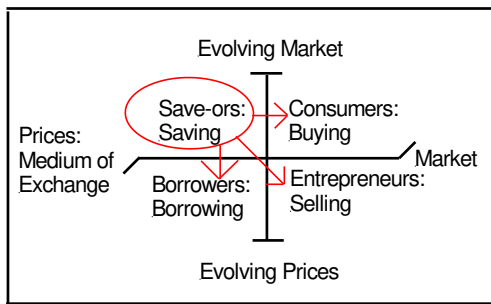 Evolving Market
Save-ors:
Saving
Consumers:
Buying
Prices:
Medium of
Exchange
Market
Borrowers:
Borrowing
Entrepreneurs:
Selling
Evolving Prices